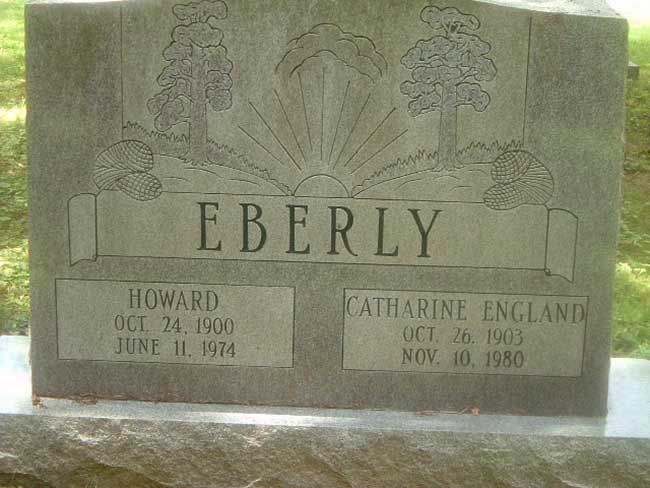 EBERLY
HOWARD
OCT. 24, 1900
JUNE 11, 1974
CATHARINE ENGLAND
OCT. 26, 1903
NOV. 10, 1980